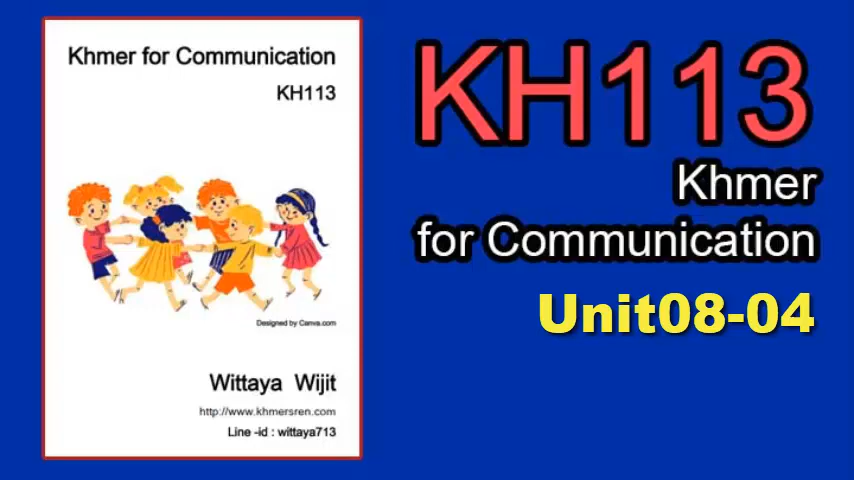 Khmer for Communication
KH113
Designed by Canva.com
Wittaya Wijit
http://www.khmersren.com
Line -id : wittaya713
KH113
Khmer
for Communication
Unit08-04